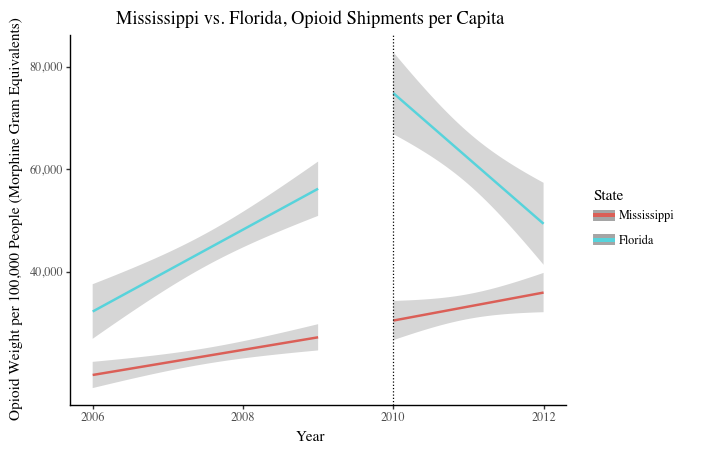 Mississippi vs. Florida, Opioid Shipments per Capita
Opioid Weight per 100,000 People (Morphine Gram Equivalents)
80,000
60,000
40,000
2006
2008
2010
2012
Year
State
Mississippi
Florida